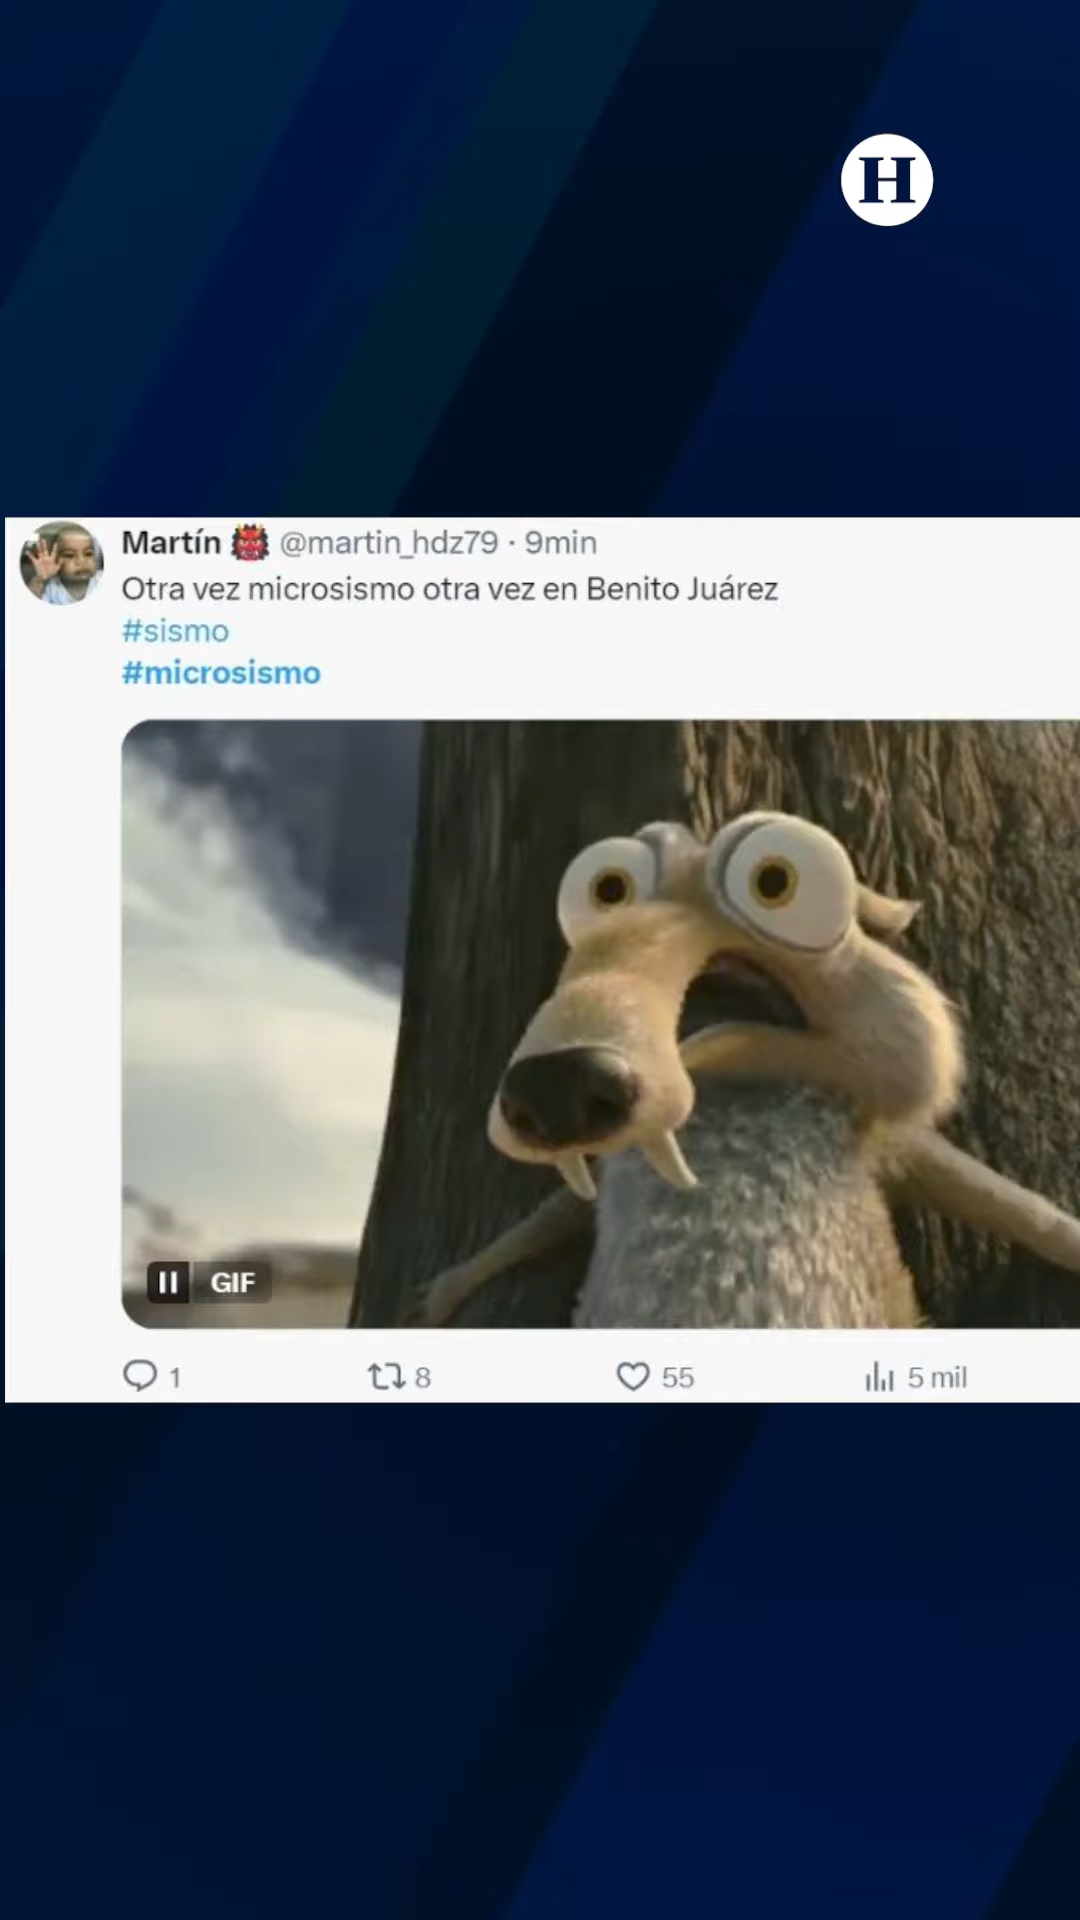 H
Martín 👹 @martin_hdz79 · 9min
Otra vez microsismo otra vez en Benito Juárez
#sismo
#microsismo
GIF
1 8 55 5 mil